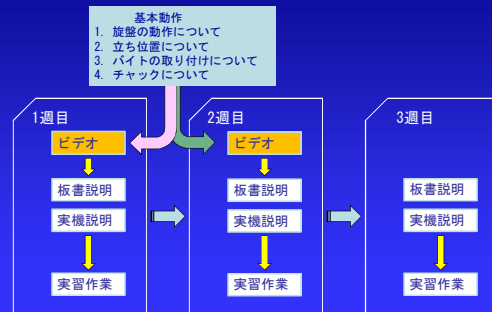 基本動作
1. 旋盤の動作について
2. 立ち位置について
3. バイトの取り付けについて
4. チャックについて
1週目
ビデオ
板書説明
実機説明
実習作業
2週目
ビデオ
板書説明
実機説明
実習作業
3週目
板書説明
実機説明
実習作業